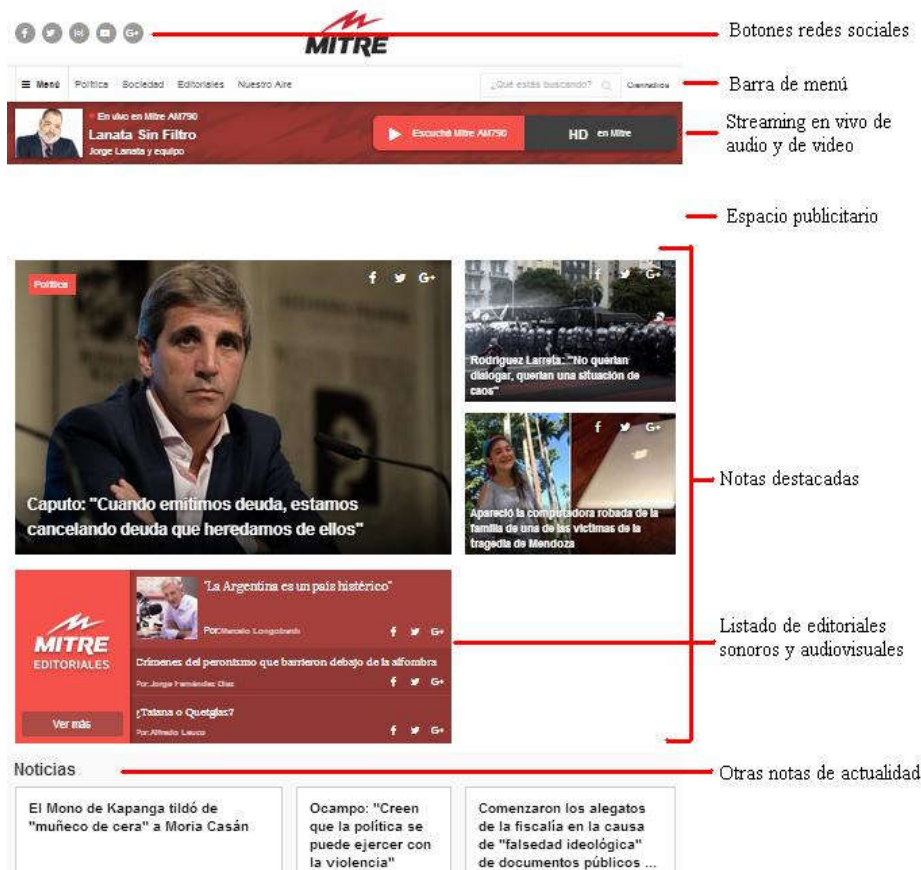 MITRE
Botones redes sociales
Menú Política Sociedad Editoriales Nuestro Aire
¿Qué estás buscando?
Barra de menú
En vivo en Mitre AM790
Lanata Sin Filtro
Jorge Lanata y equipo
Escuchá Mitre AM790
HD en Mitre
Streaming en vivo de
audio y de video
Espacio publicitario
Política
f G+
Caputo: "Cuando emitimos deuda, estamos
cancelando deuda que heredamos de ellos"
f G+
Rodríguez Larreta: "No querían
dialogar, querían una situación de
caos"
f G+
Apareció la computadora robada de la
familia de una de las víctimas de la
tragedia de Mendoza
Notas destacadas
MITRE
EDITORIALES
Ver más
"La Argentina es un país histérico"
Por: Marcelo Longobardi
f G+
Crímenes del peronismo que barrieron debajo de la alfombra
Por: Jorge Fernández Díaz
f G+
¿Taiana o Quetglas?
Por: Alfredo Leuco
f G+
Listado de editoriales
sonoros y audiovisuales
Noticias
Otras notas de actualidad
El Mono de Kapanga tildó de
"muñeco de cera" a Moria Casán
Ocampo: "Creen
que la política se
puede ejercer con
la violencia"
Comenzaron los alegatos
de la fiscalía en la causa
de "falsedad ideológica"
de documentos públicos ...